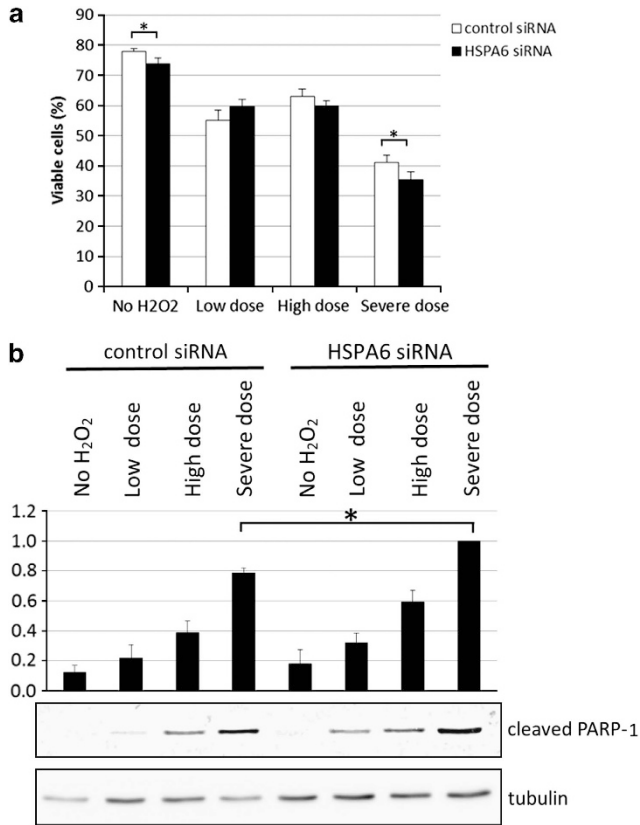 a
Viable cells (%)
90
80
70
60
50
40
30
20
10
0
*
*
No H2O2 Low dose High dose Severe dose
control siRNA
HSPA6 siRNA
b
control siRNA HSPA6 siRNA
No H₂O₂
Low dose
High dose
Severe dose
No H₂O₂
Low dose
High dose
Severe dose
1.2
1.0
0.8
0.6
0.4
0.2
0.0
*
cleaved PARP-1
tubulin